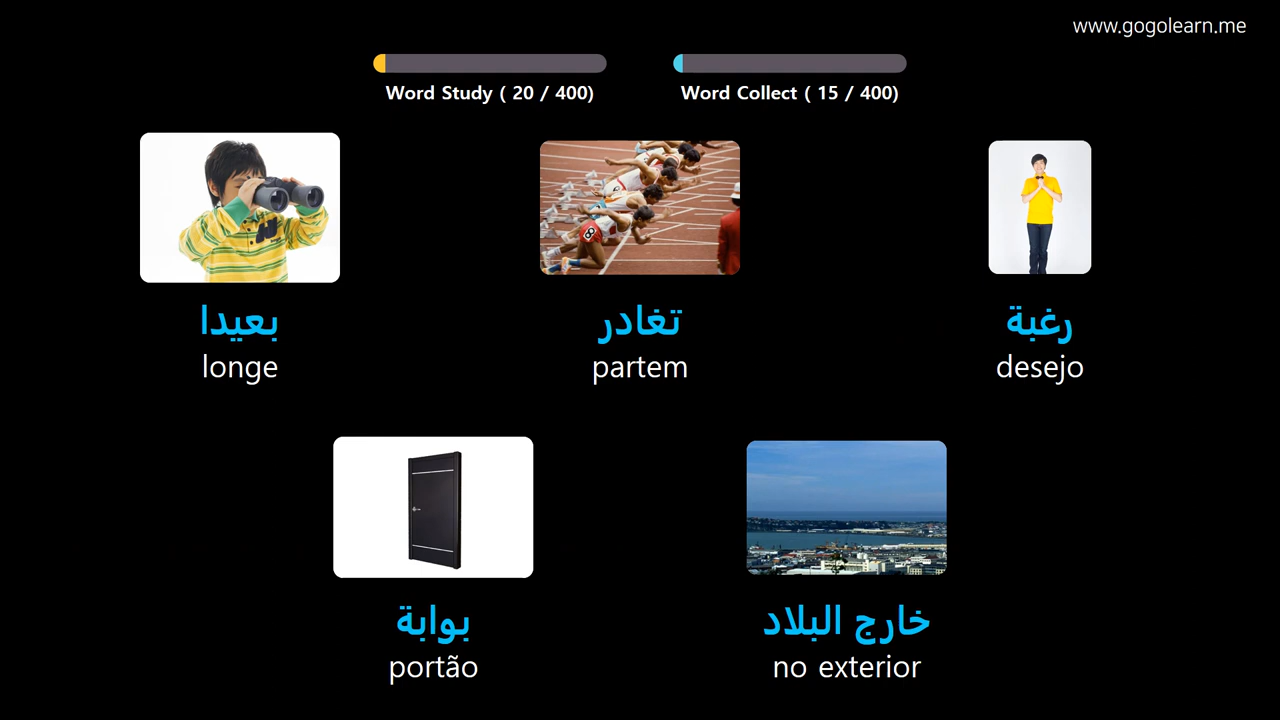 www.gogolearn.me
Word Study ( 20 / 400)
Word Collect ( 15 / 400)
بعيدا
longe
تغادر
partem
رغبة
desejo
بوابة
portão
خارج البلاد
no exterior